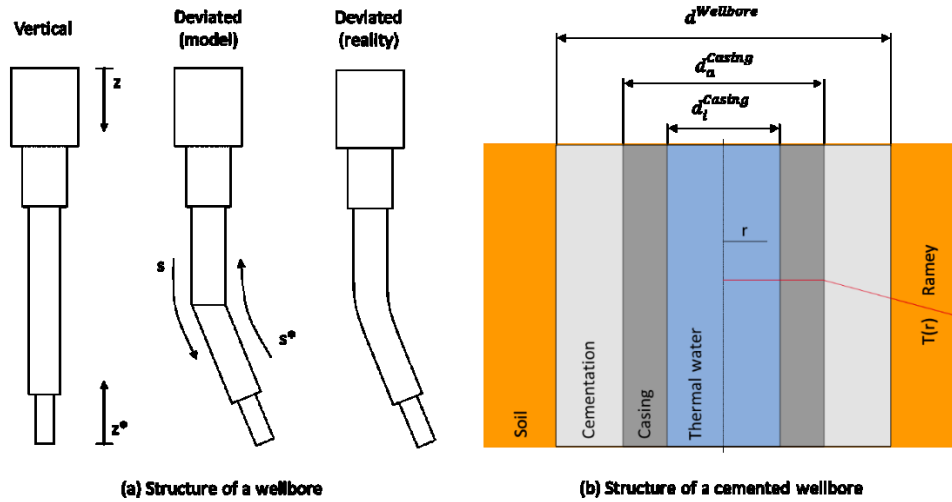 Vertical
Deviated
(model)
Deviated
(reality)
z
s
s*
z*
(a) Structure of a wellbore
d^Wellbore
d_a^Casing
d_i^Casing
r
Soil
Cementation
Casing
Thermal water
T(r) Ramey
(b) Structure of a cemented wellbore